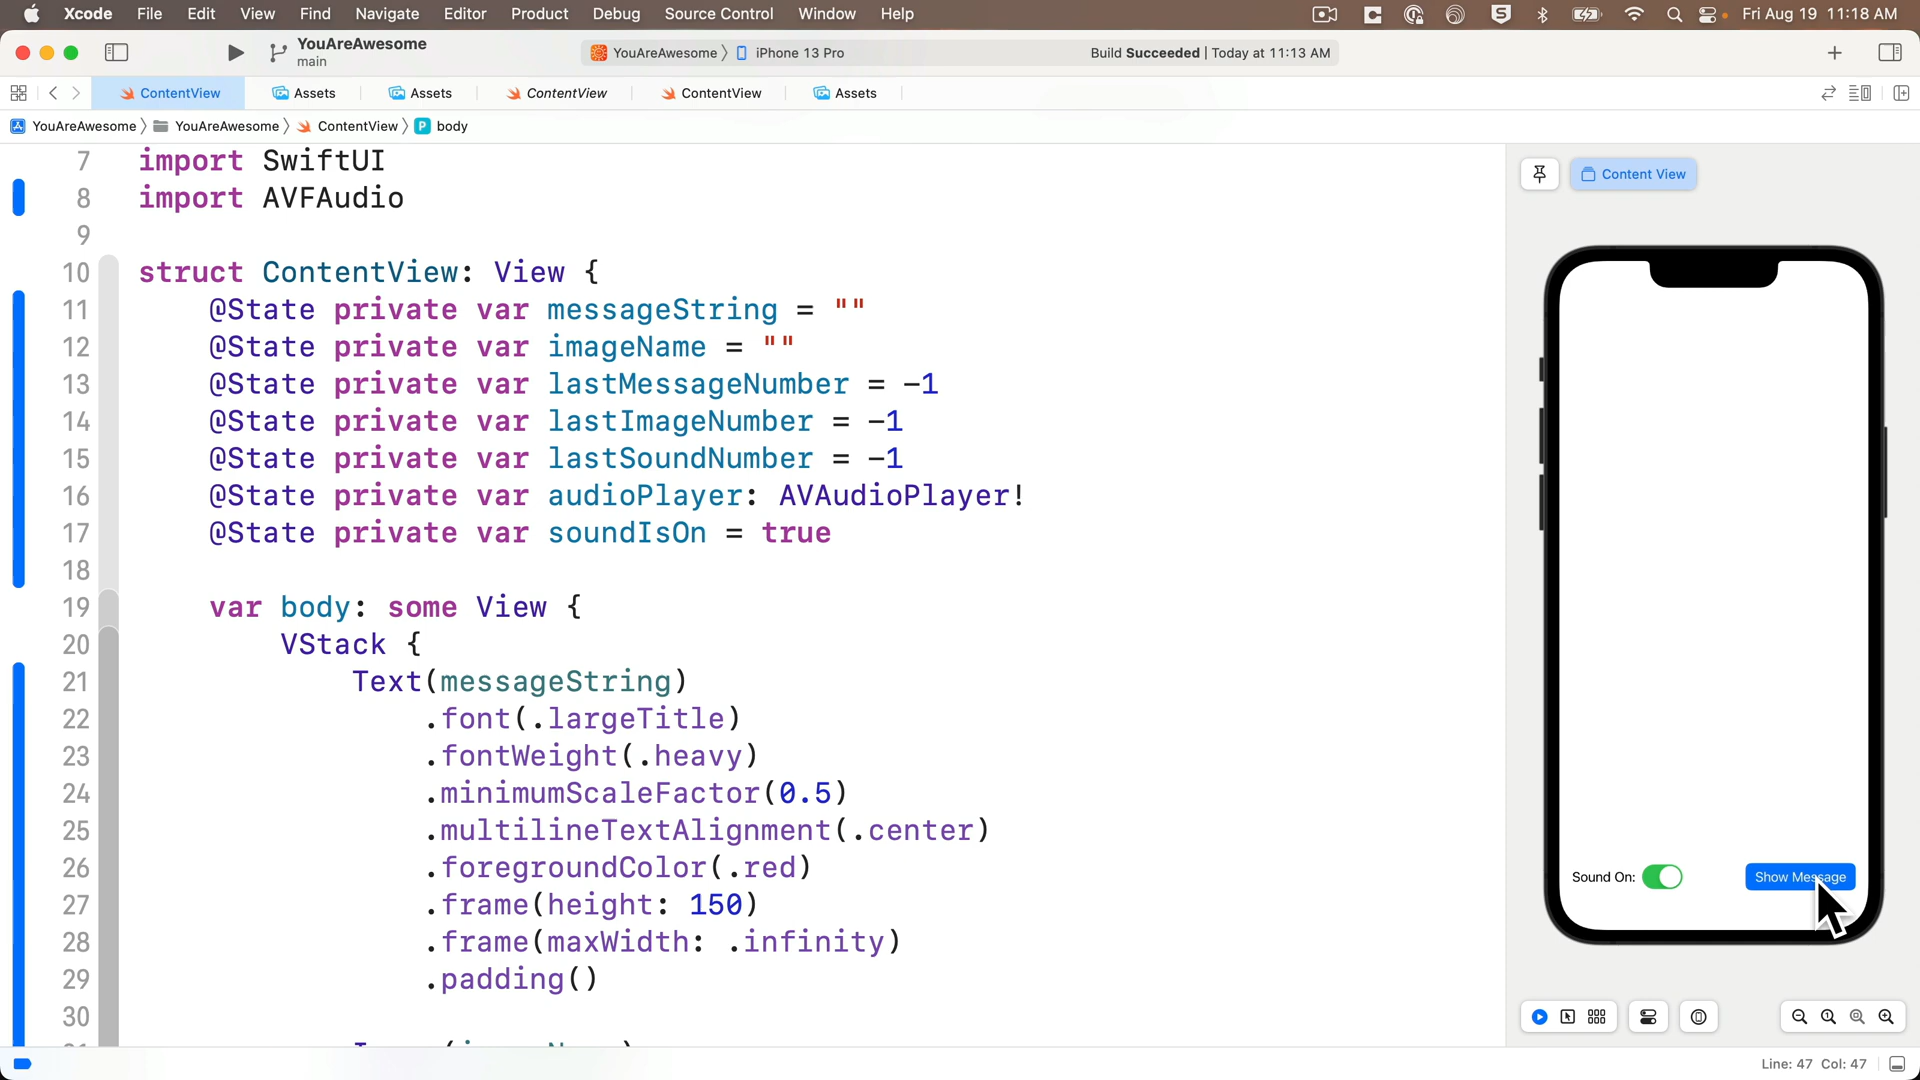 Xcode File Edit View Find Navigate Editor Product Debug Source Control Window Help Fri Aug 19 11:18 AM
YouAreAwesome
main
YouAreAwesome 〉 iPhone 13 Pro Build Succeeded | Today at 11:13 AM
ContentView Assets Assets ContentView ContentView Assets
YouAreAwesome 〉 YouAreAwesome 〉 ContentView 〉 P body
7 import SwiftUI
8 import AVFAudio
9
10 struct ContentView: View {
11 @State private var messageString = ""
12 @State private var imageName = ""
13 @State private var lastMessageNumber = -1
14 @State private var lastImageNumber = -1
15 @State private var lastSoundNumber = -1
16 @State private var audioPlayer: AVAudioPlayer!
17 @State private var soundIsOn = true
18
19 var body: some View {
20 VStack {
21 Text(messageString)
22 .font(.largeTitle)
23 .fontWeight(.heavy)
24 .minimumScaleFactor(0.5)
25 .multilineTextAlignment(.center)
26 .foregroundColor(.red)
27 .frame(height: 150)
28 .frame(maxWidth: .infinity)
29 .padding()
30
Content View
Sound On:
Show Message
Line: 47 Col: 47